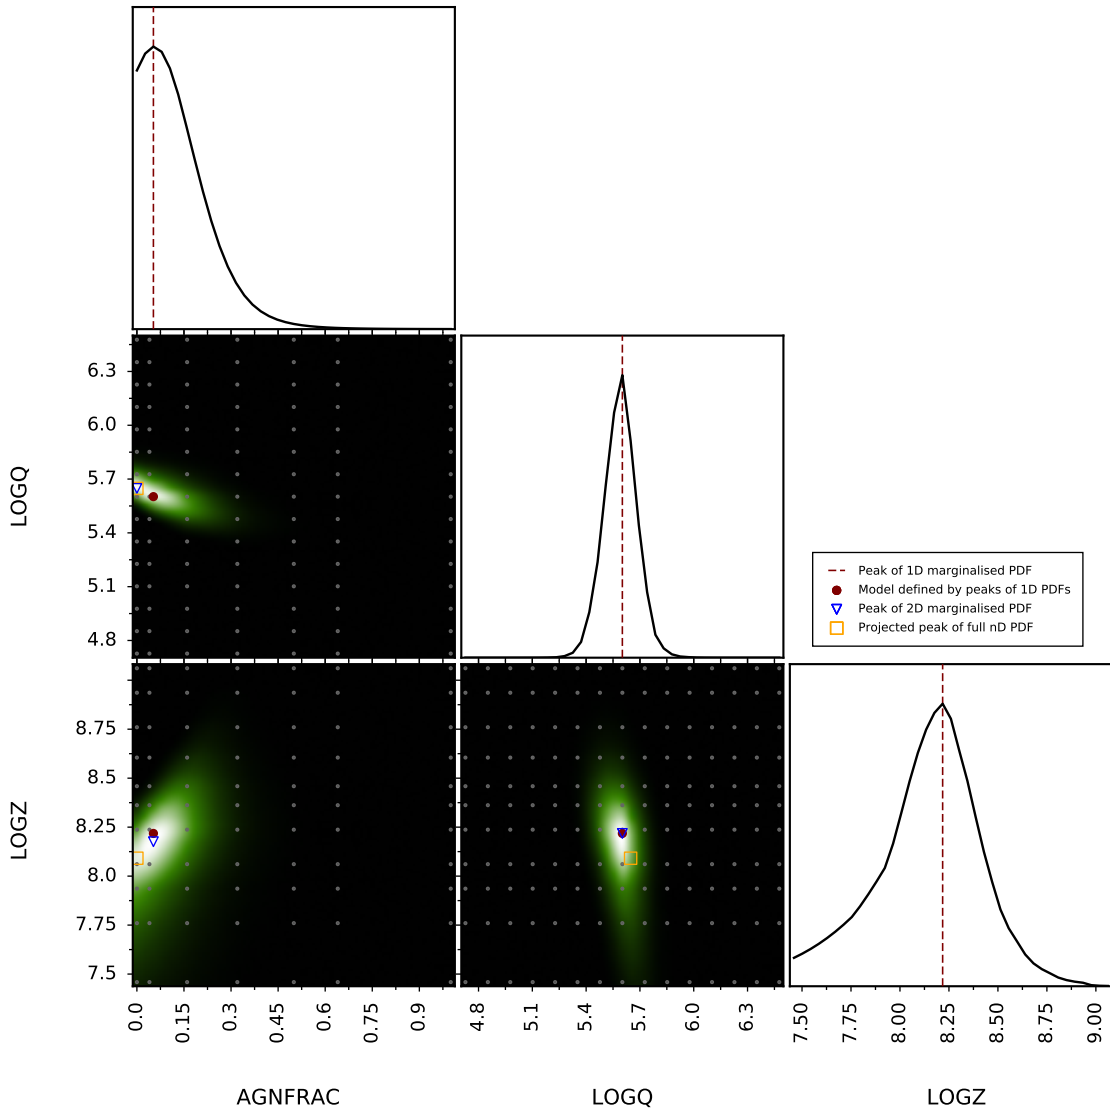 6.3
6.0
5.7
5.4
5.1
4.8
LOGQ
Peak of 1D marginalised PDF
Model defined by peaks of 1D PDFs
Peak of 2D marginalised PDF
Projected peak of full nD PDF
8.75
8.5
8.25
8.0
7.75
7.5
LOGZ
0.0 0.15 0.3 0.45 0.6 0.75 0.9
4.8 5.1 5.4 5.7 6.0 6.3
7.50 7.75 8.00 8.25 8.50 8.75 9.00
AGNFRAC LOGQ LOGZ